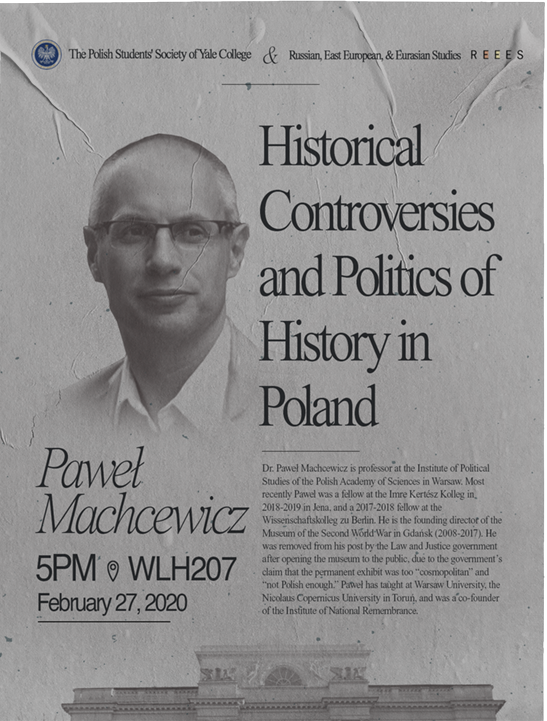 The Polish Students' Society of Yale College & Russian, East European, & Eurasian Studies R E E E S
Historical
Controversies
and Politics of
History in
Poland
Paweł
Machcewicz
5PM WLH207
February 27, 2020
Dr. Paweł Machcewicz is professor at the Institute of Political
Studies of the Polish Academy of Sciences in Warsaw. Most
recently Paweł was a fellow at the Imre Kertész Kolleg in,
2018-2019 in Jena, and a 2017-2018 fellow at the
Wissenschaftskolleg zu Berlin. He is the founding director of the
Museum of the Second World War in Gdańsk (2008-2017). He
was removed from his post by the Law and Justice government
after opening the museum to the public, due to the government's
claim that the permanent exhibit was too "cosmopolitan" and
"not Polish enough." Paweł has taught at Warsaw University, the
Nicolaus Copernicus University in Toruń, and was a co-founder
of the Institute of National Remembrance.